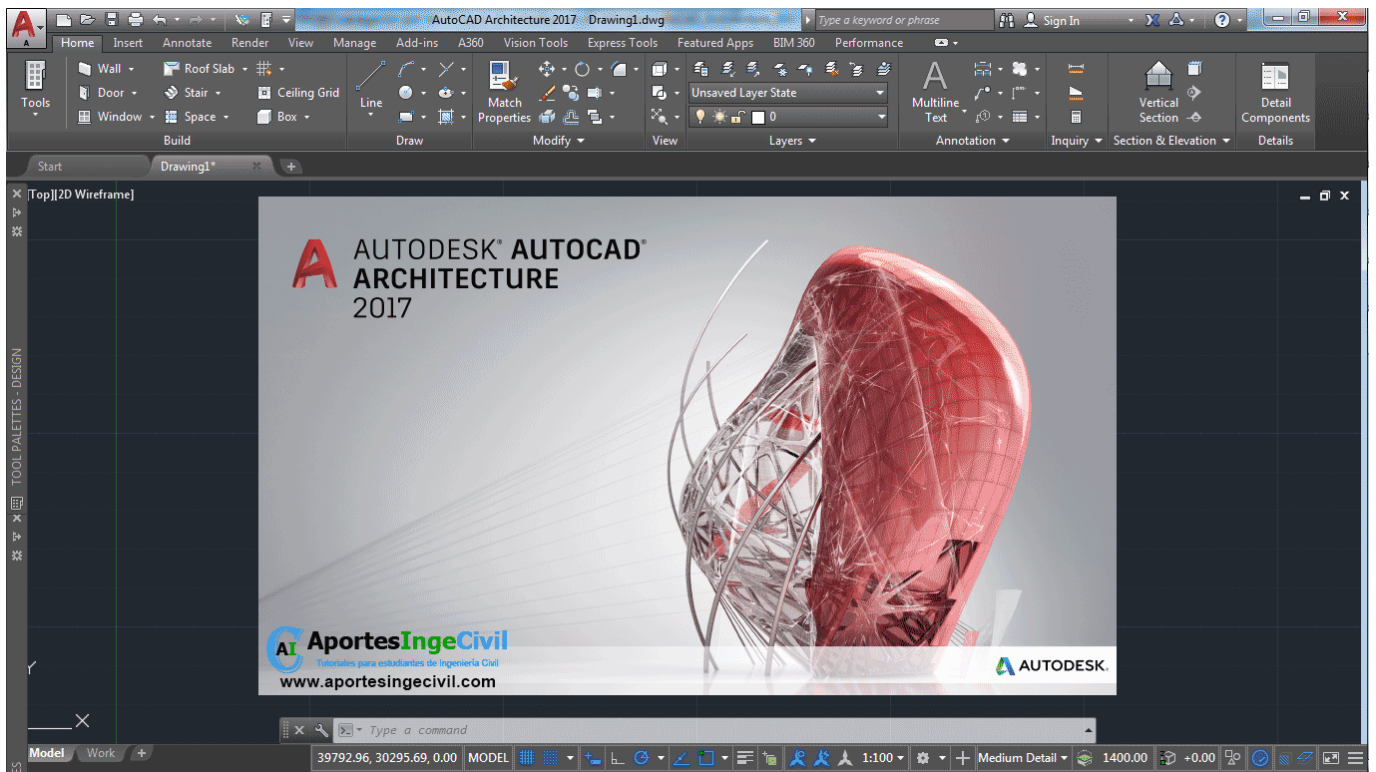 AutoCAD Architecture 2017 Drawing1.dwg
Type a keyword or phrase
Sign In
A
Home Insert Annotate Render View Manage Add-ins A360 Vision Tools Express Tools Featured Apps BIM 360 Performance
Tools
Wall
Door
Window
Roof Slab
Stair
Space
Ceiling Grid
Box
Build
Line
Draw
Match Properties
Modify
View
Unsaved Layer State
0
Layers
A
Multiline Text
Annotation
Inquiry
Vertical Section
Section & Elevation
Detail Components
Details
Start
Drawing1*
[Top][2D Wireframe]
TOOL PALETTES - DESIGN
AUTODESK® AUTOCAD®
ARCHITECTURE
2017
AI AportesIngeCivil
Tutoriales para estudiantes de Ingeniería Civil
www.aportesingecivil.com
AUTODESK.
Y
X
Type a command
Model Work +
39792.96, 30295.69, 0.00 MODEL 1:100 Medium Detail 1400.00 +0.00